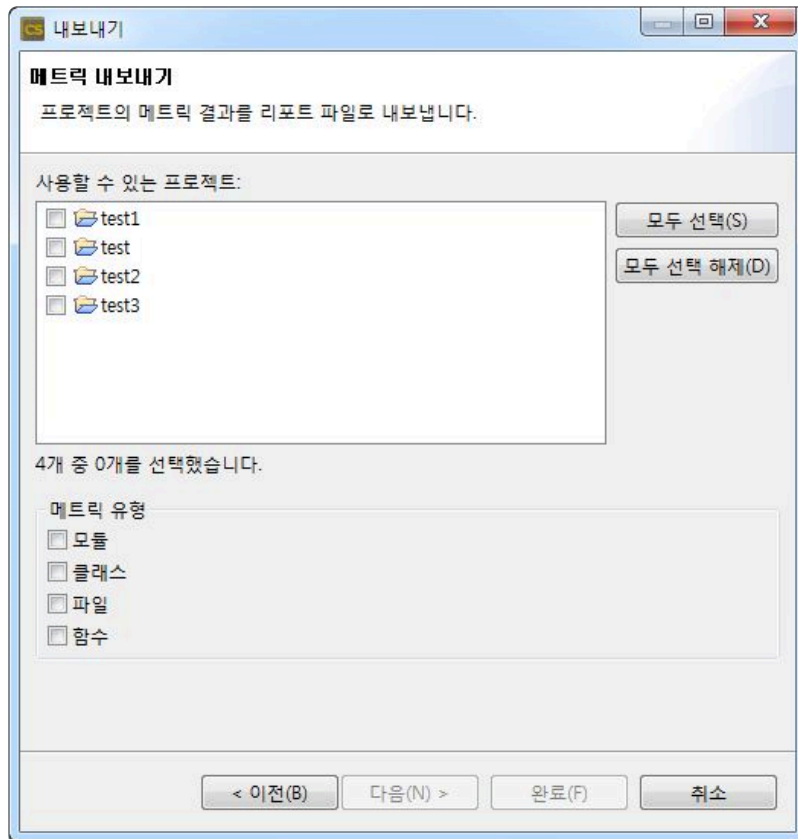 CS 내보내기
메트릭 내보내기
프로젝트의 메트릭 결과를 리포트 파일로 내보냅니다.
사용할 수 있는 프로젝트:
test1
모두 선택(S)
test
모두 선택 해제(D)
test2
test3
4개 중 0개를 선택했습니다.
메트릭 유형
모듈
클래스
파일
함수
< 이전(B) 다음(N) > 완료(F) 취소